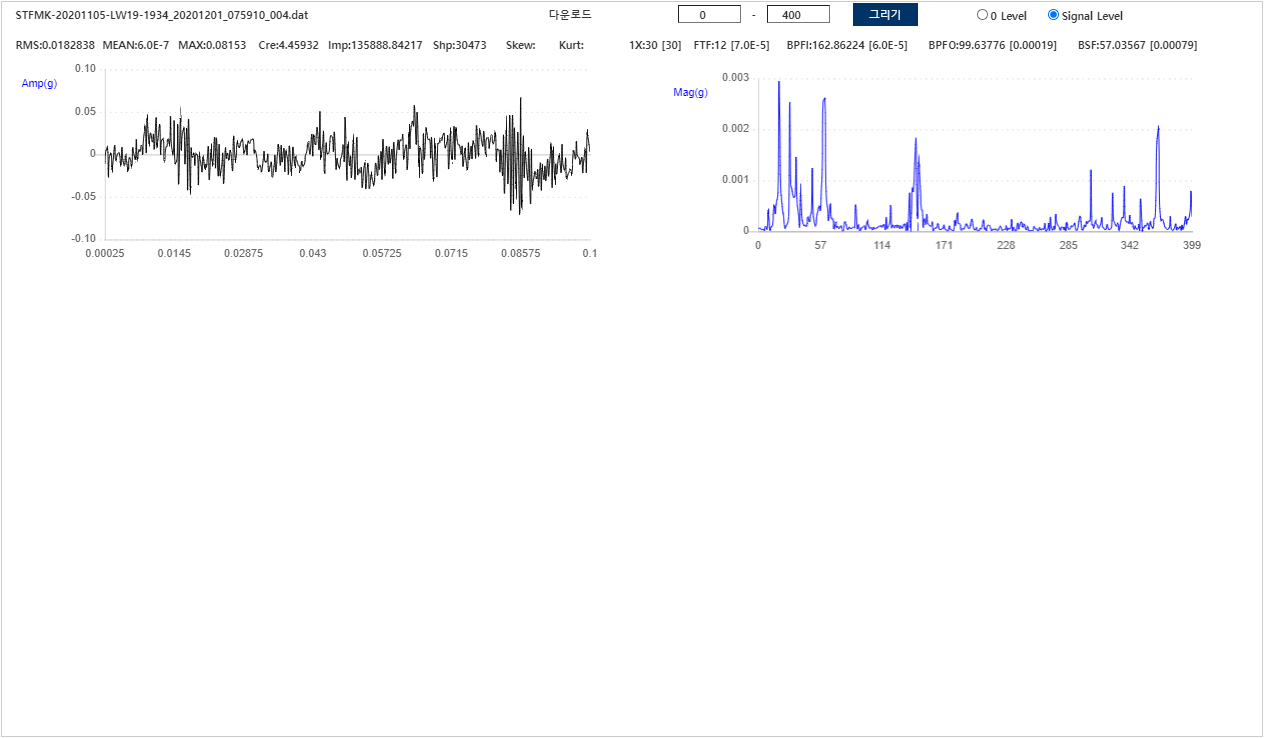 STFMK-20201105-LW19-1934_20201201_075910_004.dat 다운로드 0 - 400 그리기 0 Level Signal Level
RMS:0.0182838 MEAN:6.0E-7 MAX:0.08153 Cre:4.45932 Imp:135888.84217 Shp:30473 Skew: Kurt: 1X:30 [30] FTF:12 [7.0E-5] BPFI:162.86224 [6.0E-5] BPFO:99.63776 [0.00019] BSF:57.03567 [0.00079]
Amp(g)
0.10
0.05
0
-0.05
-0.10
0.00025 0.0145 0.02875 0.043 0.05725 0.0715 0.08575 0.1
Mag(g)
0.003
0.002
0.001
0
0 57 114 171 228 285 342 399